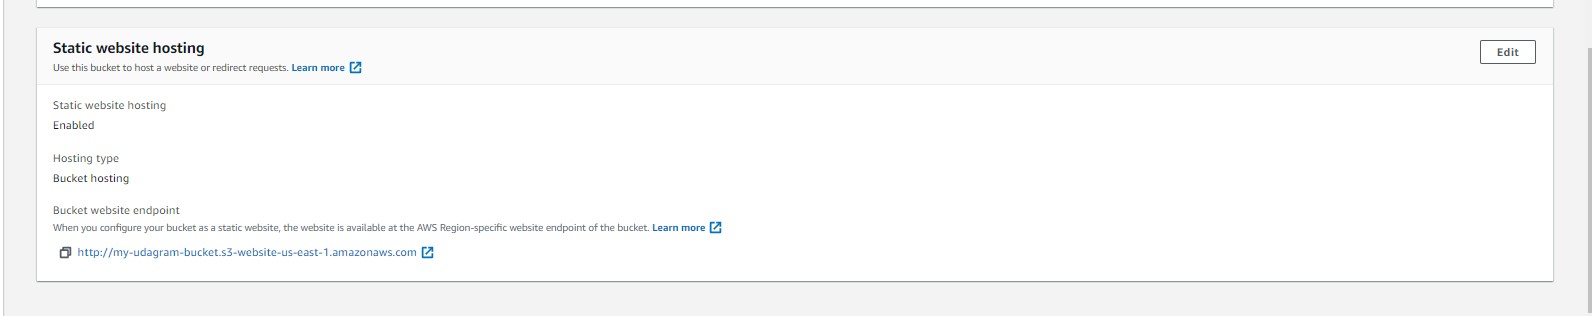 Static website hosting
Edit
Use this bucket to host a website or redirect requests. Learn more
Static website hosting
Enabled
Hosting type
Bucket hosting
Bucket website endpoint
When you configure your bucket as a static website, the website is available at the AWS Region-specific website endpoint of the bucket. Learn more
http://my-udagram-bucket.s3-website-us-east-1.amazonaws.com